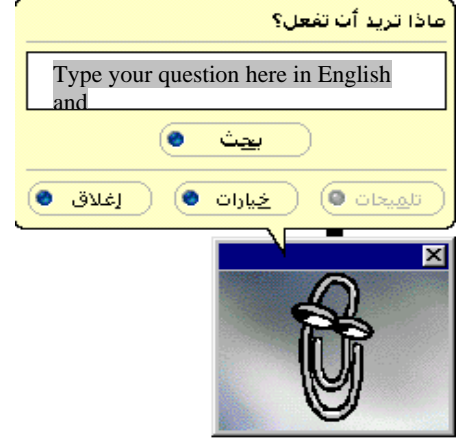 ماذا تريد أن تفعل؟
Type your question here in English
and
بحث
تلميحات خيارات إغلاق